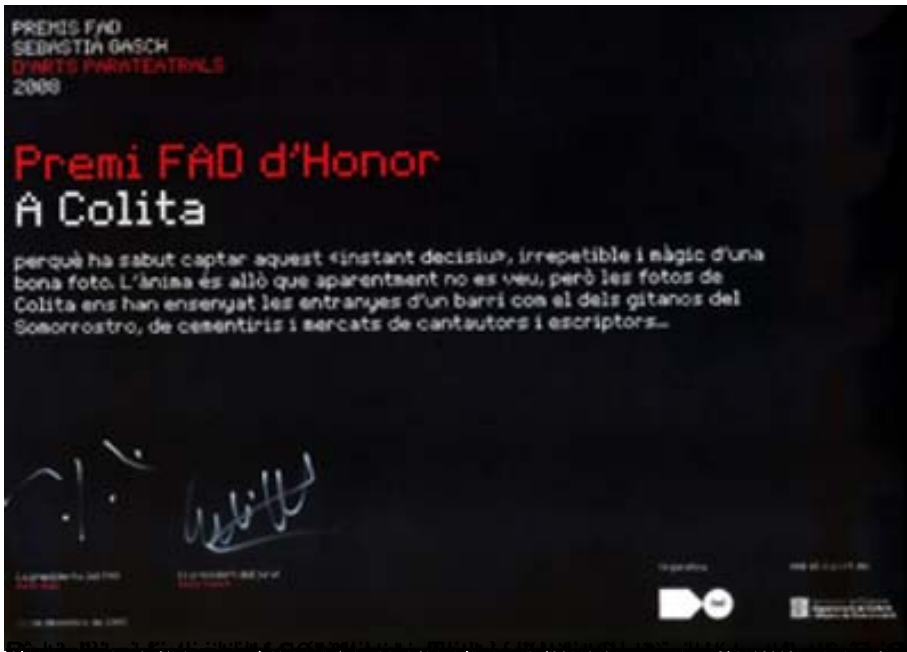 PREMIS FAD
SEBASTIÀ GASCH
D'ARTS PARATEATRALS
2008
Premi FAD d'Honor
A Colita
perquè ha sabut captar aquest «instant decisiu», irrepetible i màgic d'una
bona foto. L'ànima és allò que aparentment no es veu, però les fotos de
Colita ens han ensenyat les entranyes d'un barri com el dels gitanos del
Somorrostro, de cementiris i mercats de cantautors i escriptors...